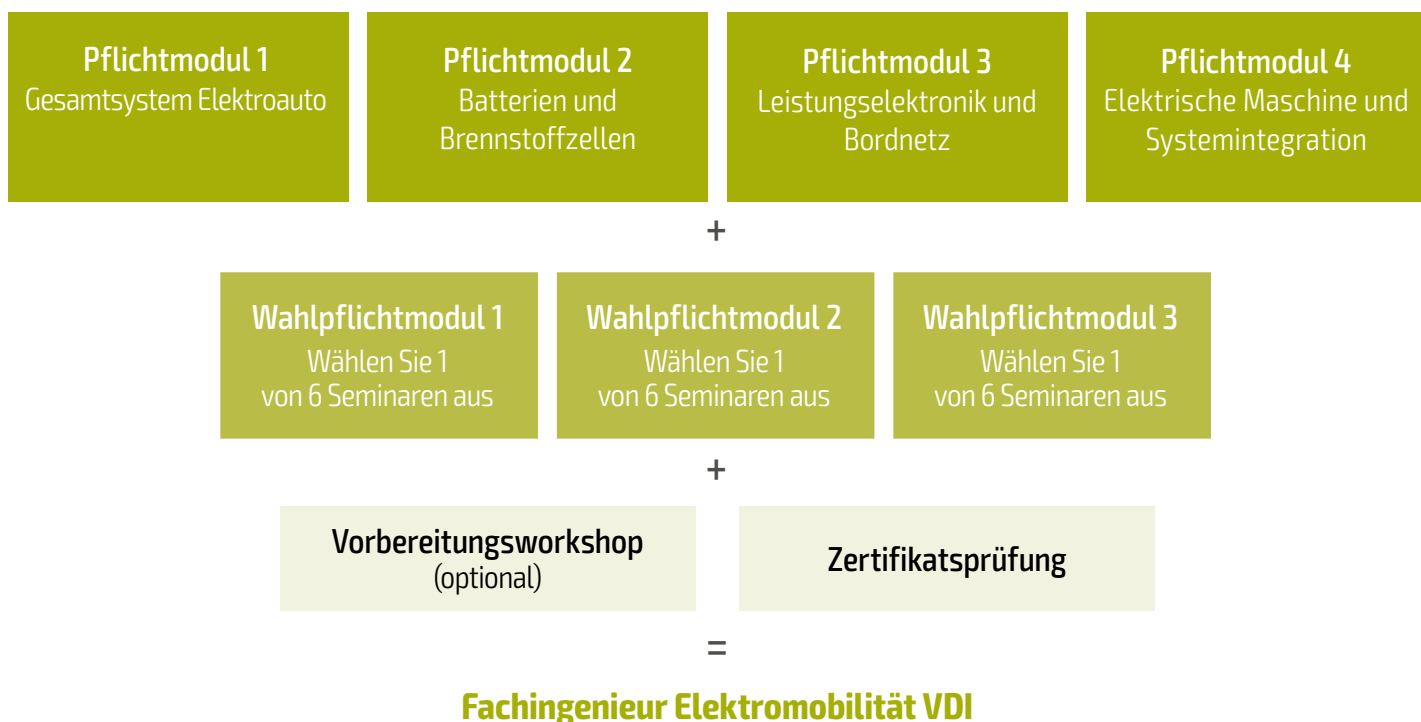 Pflichtmodul 1
Gesamtsystem Elektroauto
Pflichtmodul 2
Batterien und
Brennstoffzellen
Pflichtmodul 3
Leistungselektronik und
Bordnetz
Pflichtmodul 4
Elektrische Maschine und
Systemintegration
+
Wahlpflichtmodul 1
Wählen Sie 1
von 6 Seminaren aus
Wahlpflichtmodul 2
Wählen Sie 1
von 6 Seminaren aus
Wahlpflichtmodul 3
Wählen Sie 1
von 6 Seminaren aus
+
Vorbereitungsworkshop
(optional)
Zertifikatsprüfung
=
Fachingenieur Elektromobilität VDI